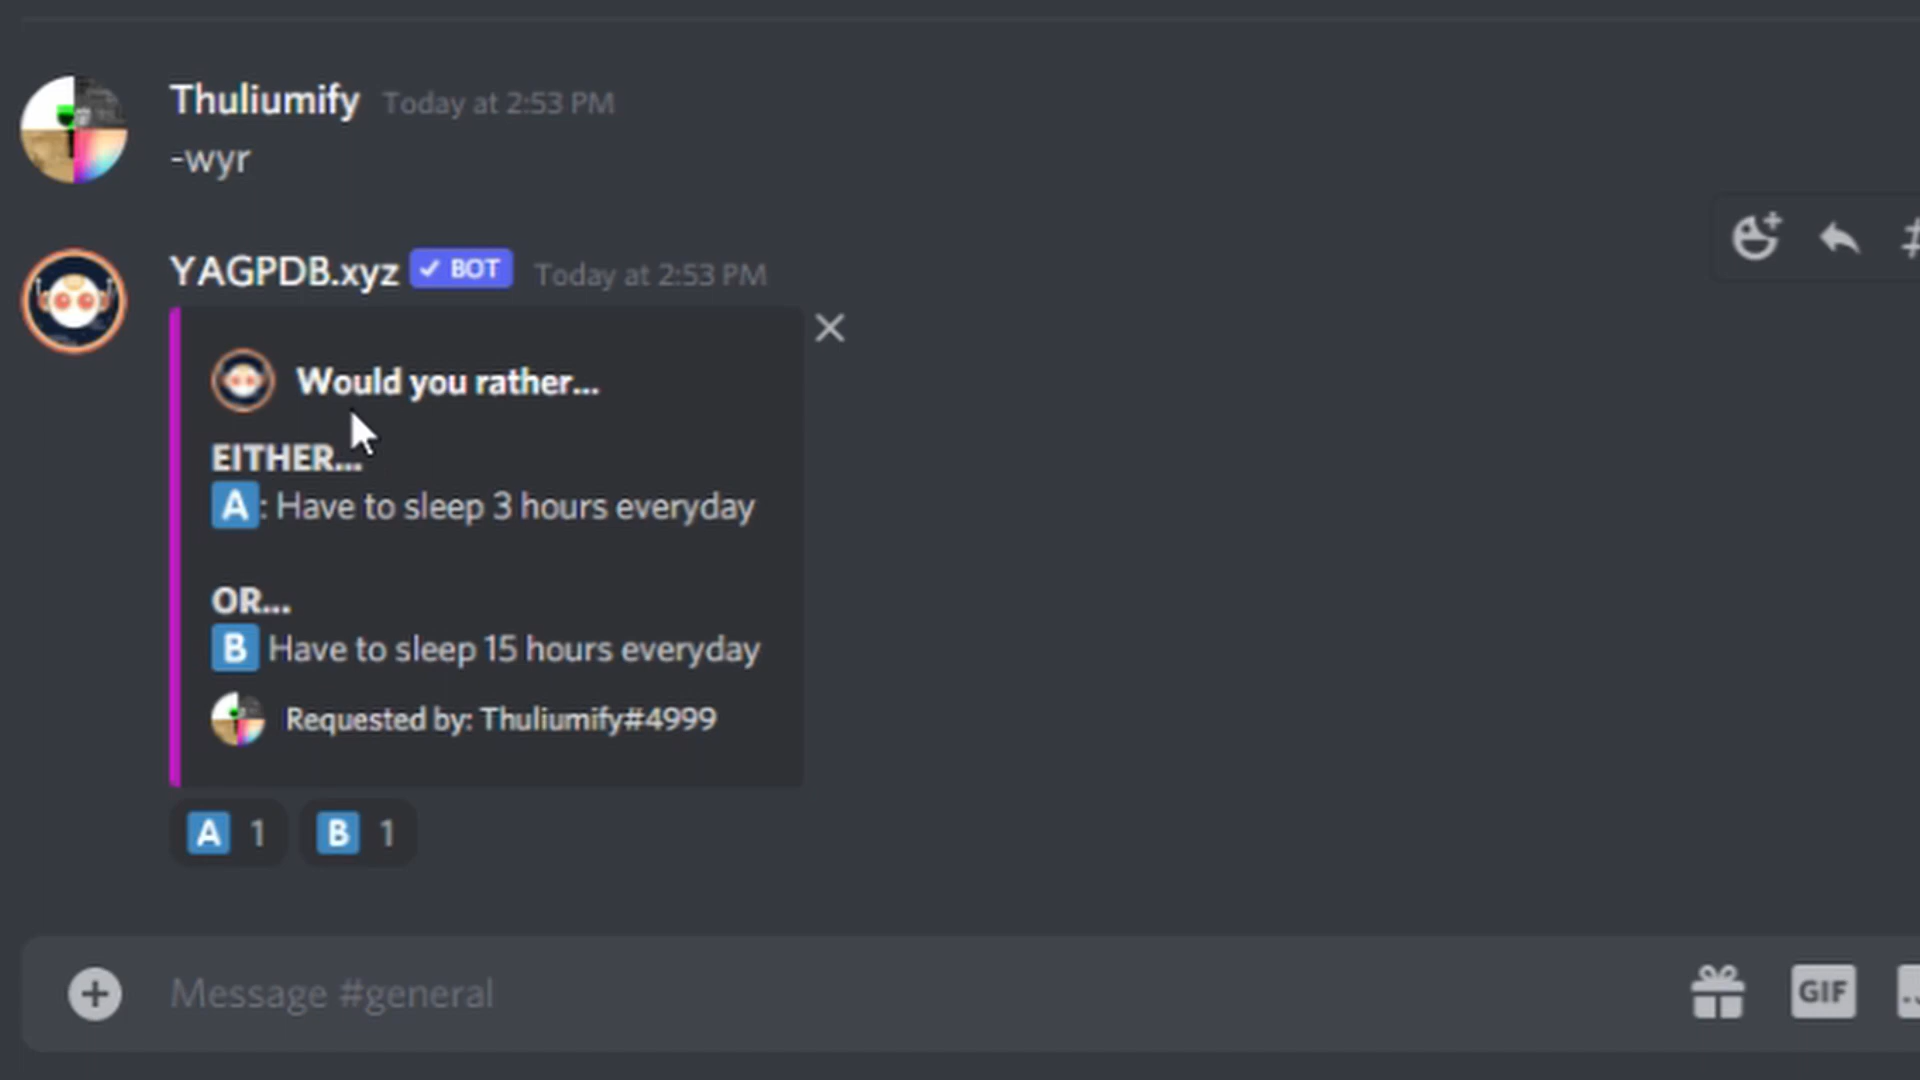 Thuliumify Today at 2:53 PM
-wyr
YAGPDB.xyz ✓ BOT Today at 2:53 PM
Would you rather...
EITHER...
A: Have to sleep 3 hours everyday
OR...
B Have to sleep 15 hours everyday
Requested by: Thuliumify#4999
A 1 B 1
Message #general GIF